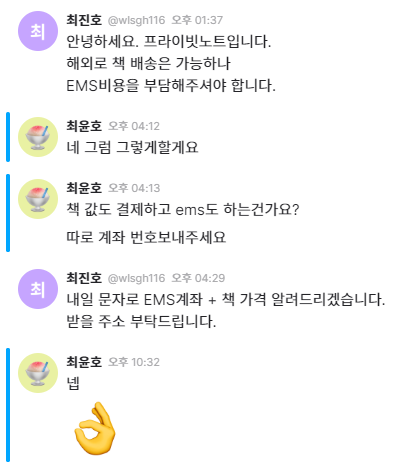 최
최진호 @wlsgh116 오후 01:37
안녕하세요. 프라이빗노트입니다.
해외로 책 배송은 가능하나
EMS비용을 부담해주셔야 합니다.
최윤호 오후 04:12
네 그럼 그렇게할게요
최윤호 오후 04:13
책 값도 결제하고 ems도 하는건가요?
따로 계좌 번호보내주세요
최
최진호 @wlsgh116 오후 04:29
내일 문자로 EMS계좌 + 책 가격 알려드리겠습니다.
받을 주소 부탁드립니다.
최윤호 오후 10:32
넵